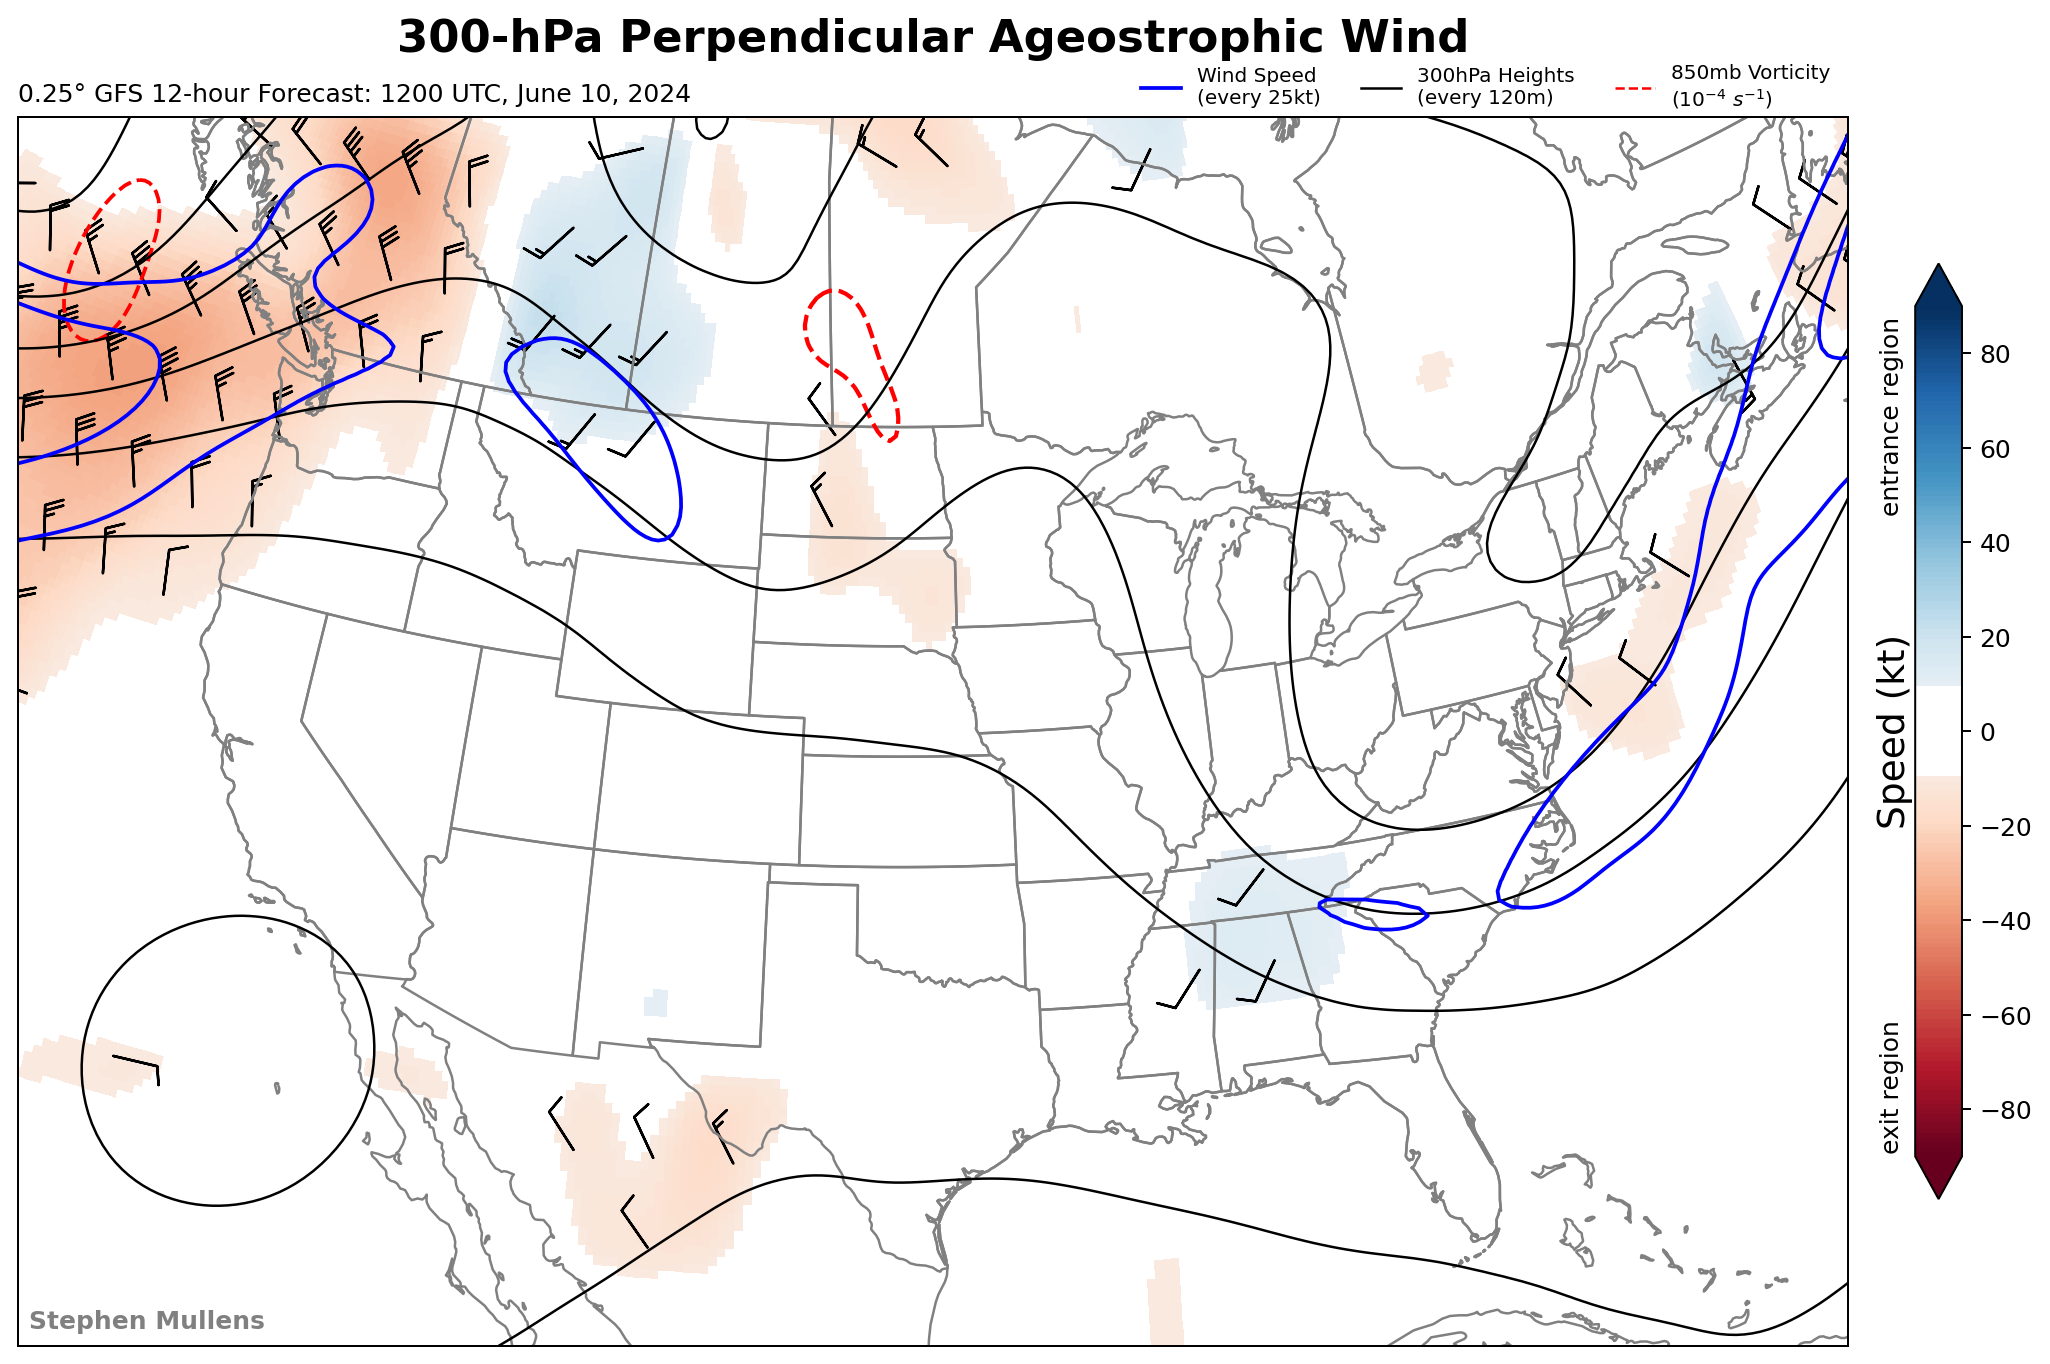 300-hPa Perpendicular Ageostrophic Wind
0.25° GFS 12-hour Forecast: 1200 UTC, June 10, 2024
Wind Speed
(every 25kt)
300hPa Heights
(every 120m)
850mb Vorticity
(10⁻⁴ s⁻¹)
entrance region
Speed (kt)
exit region
80
60
40
20
0
−20
−40
−60
−80
Stephen Mullens